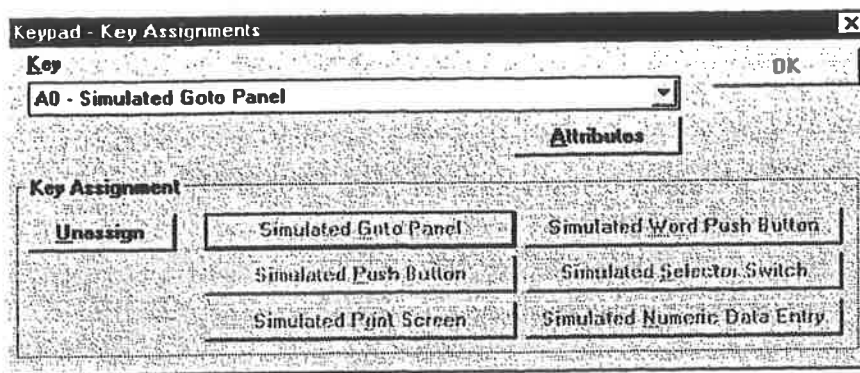 Keypad - Key Assignments
Key
OK
A0 - Simulated Goto Panel
Attributes
Key Assignment
Unassign
Simulated Goto Panel
Simulated Word Push Button
Simulated Push Button
Simulated Selector Switch
Simulated Print Screen
Simulated Numeric Data Entry